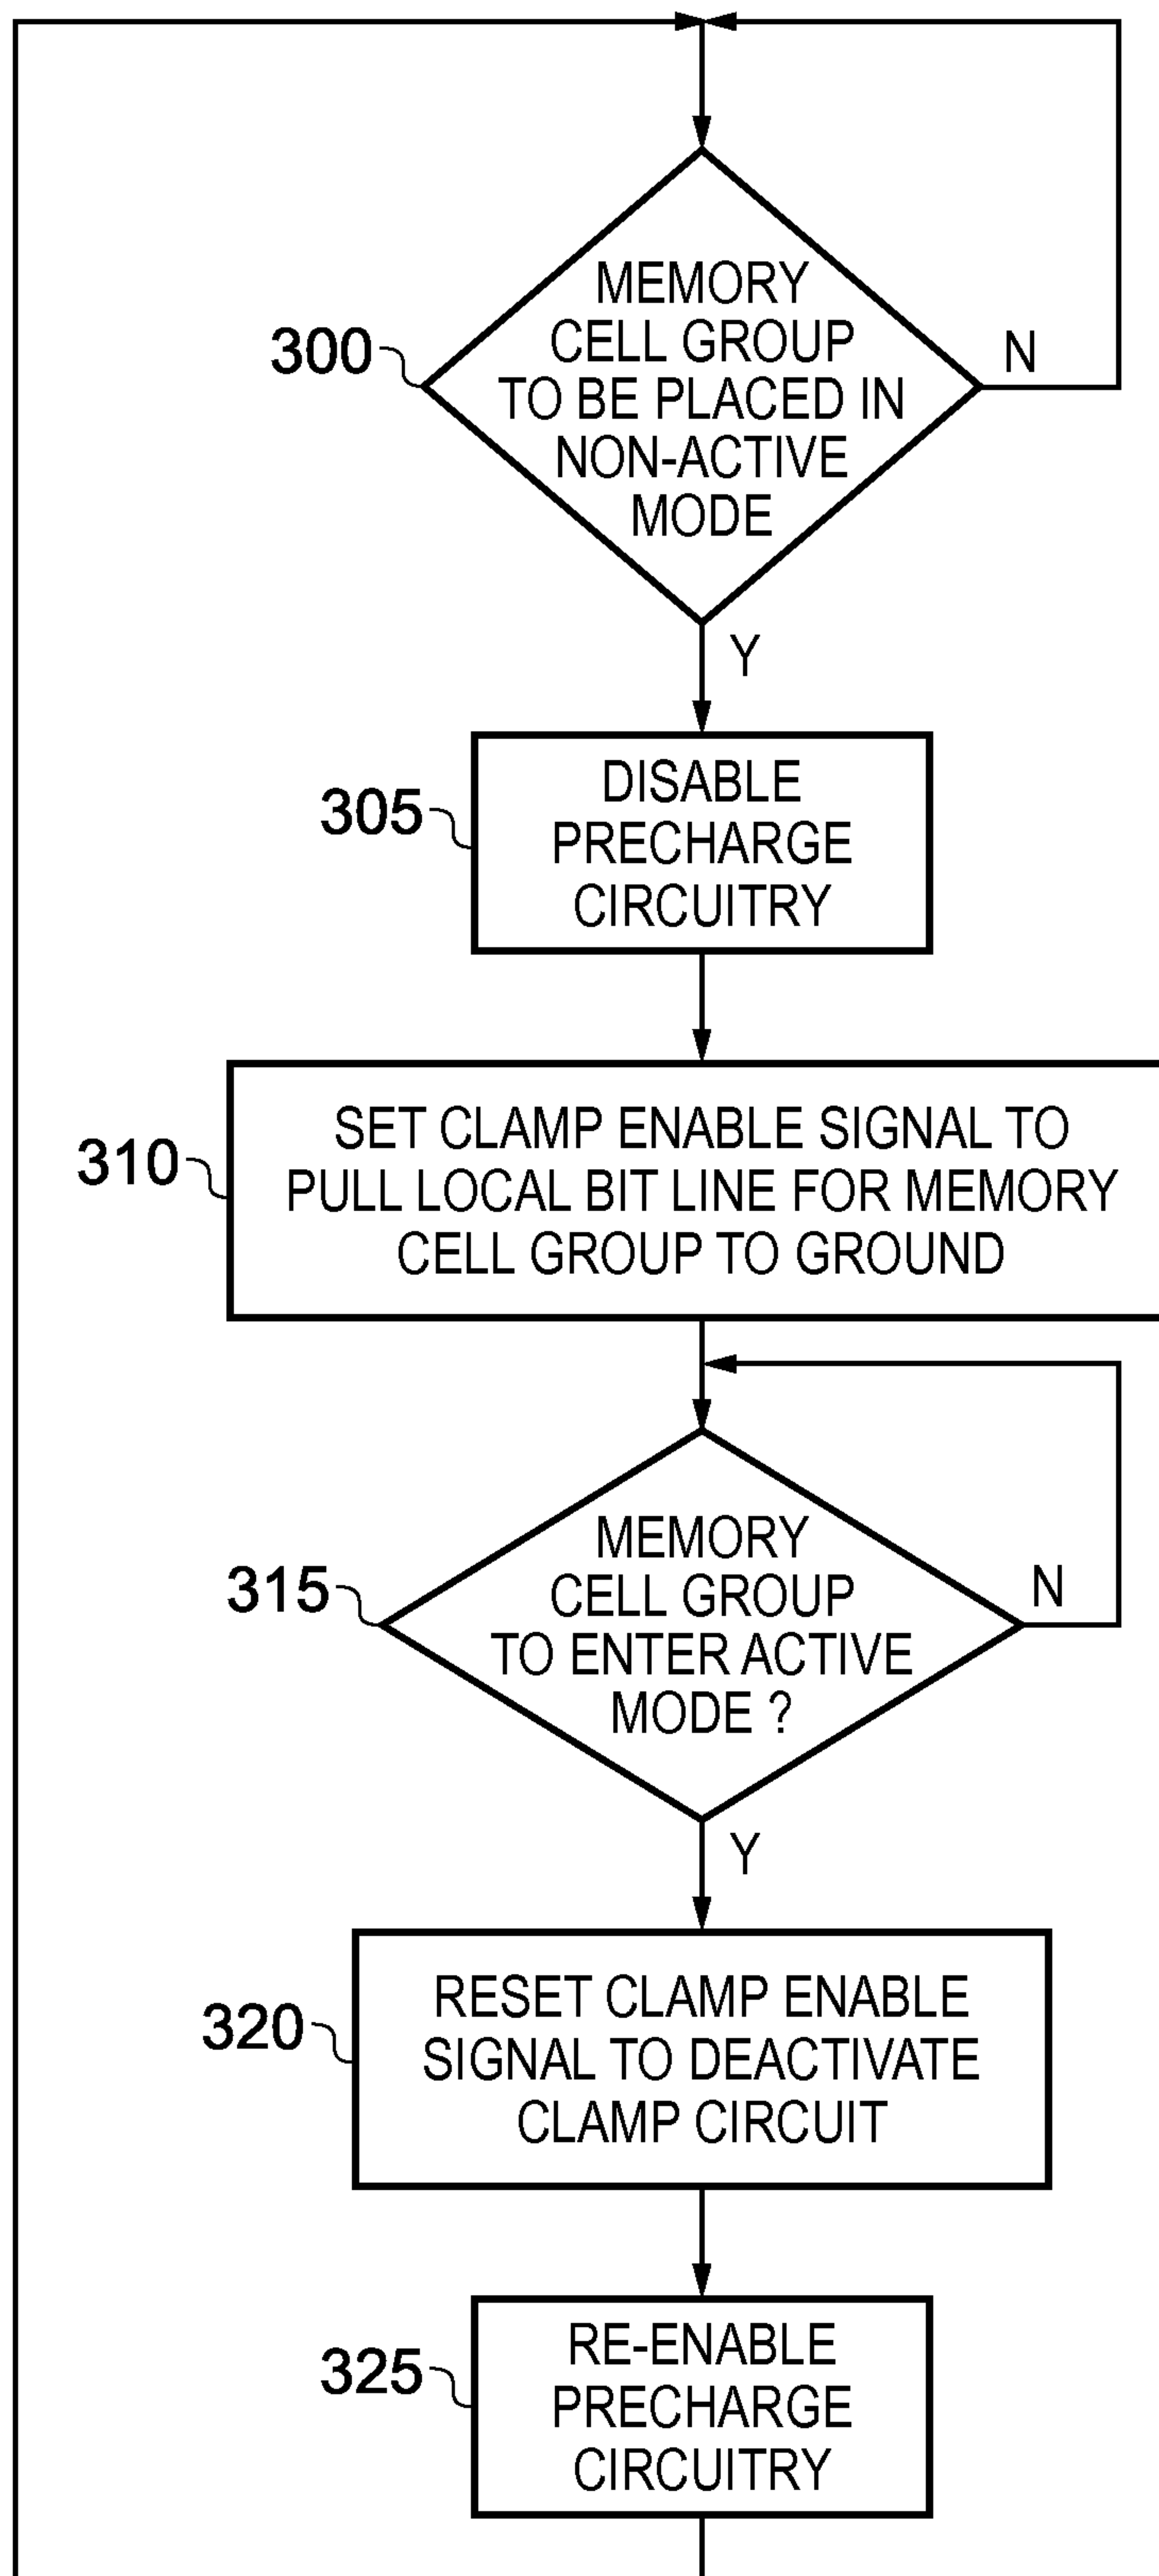 MEMORY
CELL GROUP
TO BE PLACED IN
NON-ACTIVE
MODE
300
N
Y
305
DISABLE
PRECHARGE
CIRCUITRY
310
SET CLAMP ENABLE SIGNAL TO
PULL LOCAL BIT LINE FOR MEMORY
CELL GROUP TO GROUND
315
MEMORY
CELL GROUP
TO ENTER ACTIVE
MODE ?
N
Y
320
RESET CLAMP ENABLE
SIGNAL TO DEACTIVATE
CLAMP CIRCUIT
325
RE-ENABLE
PRECHARGE
CIRCUITRY